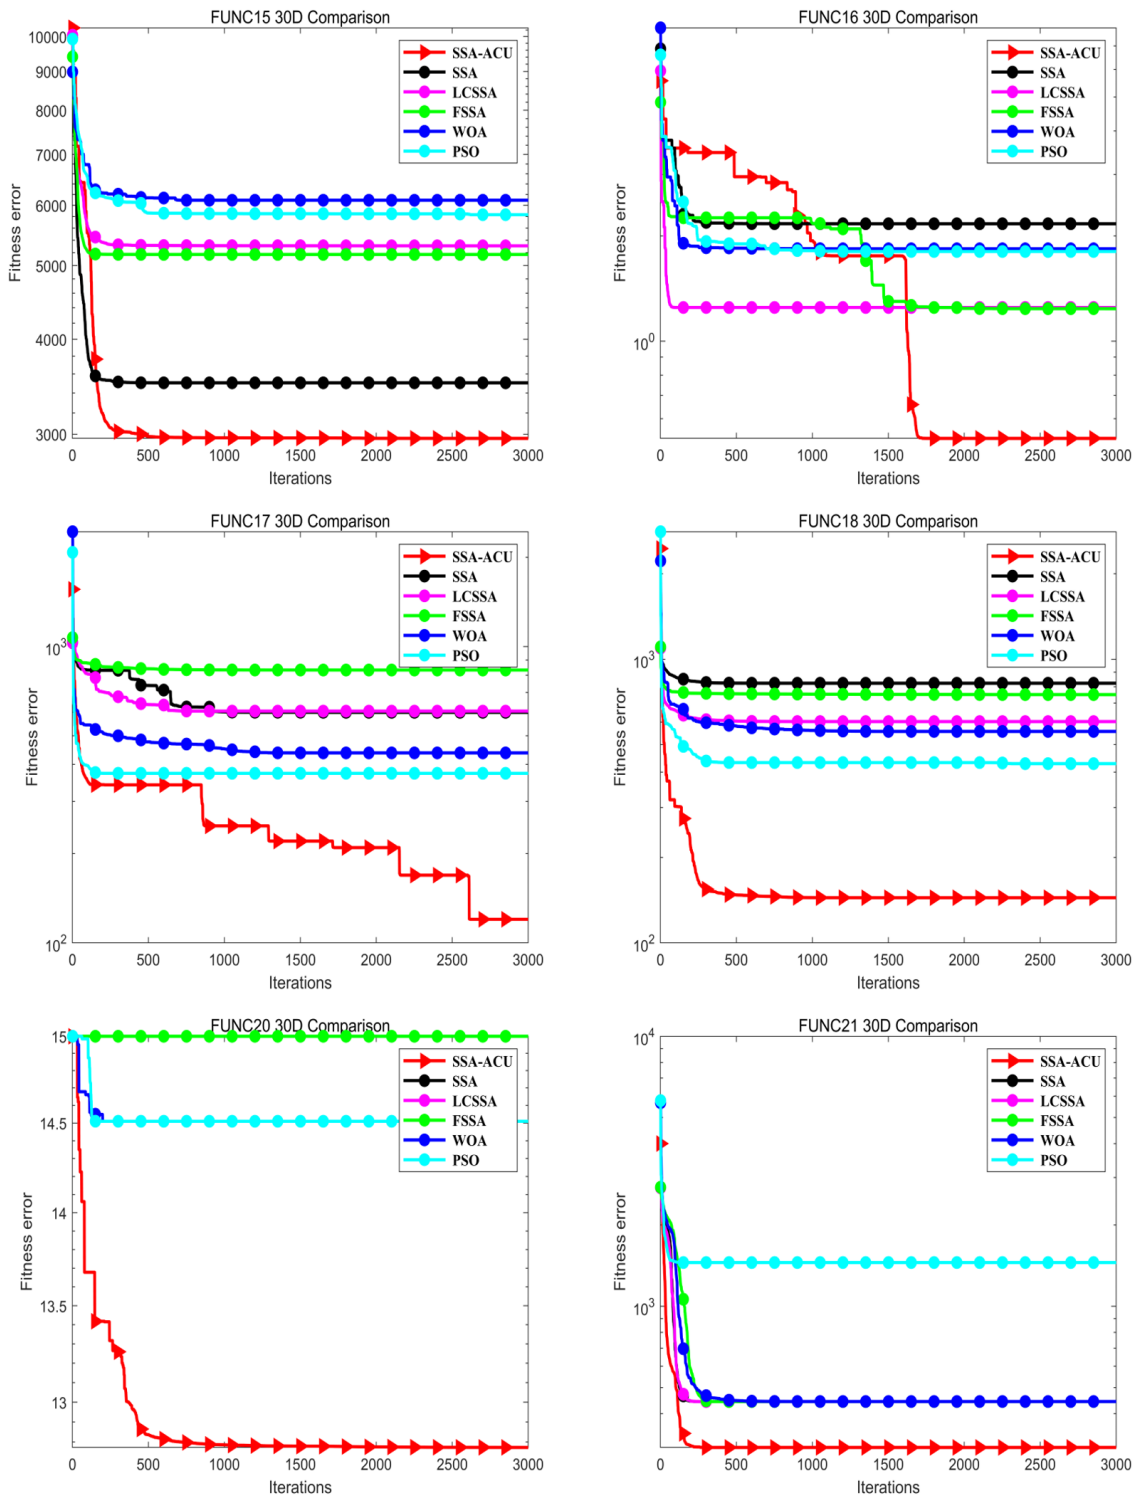 FUNC15 30D Comparison
10000
9000
8000
7000
6000
5000
4000
3000
Fitness error
0 500 1000 1500 2000 2500 3000
Iterations
SSA-ACU
SSA
LCSSA
FSSA
WOA
PSO
FUNC16 30D Comparison
10^0
Fitness error
0 500 1000 1500 2000 2500 3000
Iterations
SSA-ACU
SSA
LCSSA
FSSA
WOA
PSO
FUNC17 30D Comparison
10^3
10^2
Fitness error
0 500 1000 1500 2000 2500 3000
Iterations
SSA-ACU
SSA
LCSSA
FSSA
WOA
PSO
FUNC18 30D Comparison
10^3
10^2
Fitness error
0 500 1000 1500 2000 2500 3000
Iterations
SSA-ACU
SSA
LCSSA
FSSA
WOA
PSO
FUNC20 30D Comparison
15
14.5
14
13.5
13
Fitness error
0 500 1000 1500 2000 2500 3000
Iterations
SSA-ACU
SSA
LCSSA
FSSA
WOA
PSO
FUNC21 30D Comparison
10^4
10^3
Fitness error
0 500 1000 1500 2000 2500 3000
Iterations
SSA-ACU
SSA
LCSSA
FSSA
WOA
PSO